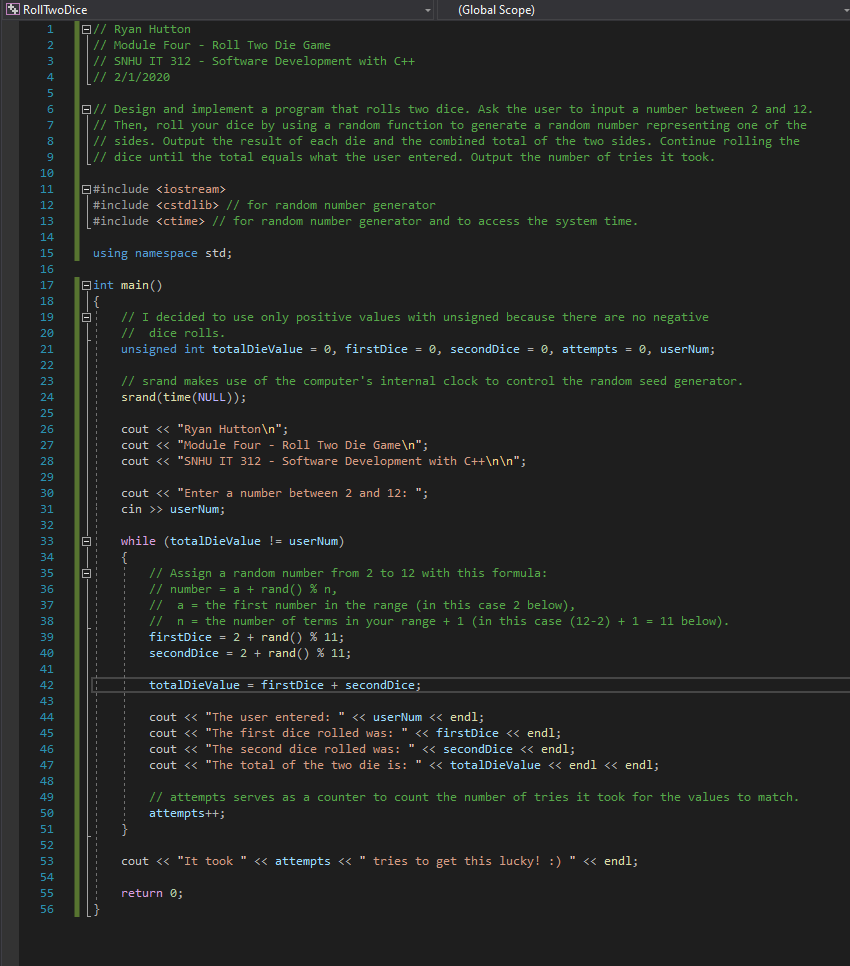 RollTwoDice (Global Scope)
1 // Ryan Hutton
2 // Module Four - Roll Two Die Game
3 // SNHU IT 312 - Software Development with C++
4 // 2/1/2020
5
6 // Design and implement a program that rolls two dice. Ask the user to input a number between 2 and 12.
7 // Then, roll your dice by using a random function to generate a random number representing one of the
8 // sides. Output the result of each die and the combined total of the two sides. Continue rolling the
9 // dice until the total equals what the user entered. Output the number of tries it took.
10
11 #include <iostream>
12 #include <cstdlib> // for random number generator
13 #include <ctime> // for random number generator and to access the system time.
14
15 using namespace std;
16
17 int main()
18 {
19     // I decided to use only positive values with unsigned because there are no negative
20     //  dice rolls.
21     unsigned int totalDieValue = 0, firstDice = 0, secondDice = 0, attempts = 0, userNum;
22
23     // srand makes use of the computer's internal clock to control the random seed generator.
24     srand(time(NULL));
25
26     cout << "Ryan Hutton\n";
27     cout << "Module Four - Roll Two Die Game\n";
28     cout << "SNHU IT 312 - Software Development with C++\n\n";
29
30     cout << "Enter a number between 2 and 12: ";
31     cin >> userNum;
32
33     while (totalDieValue != userNum)
34     {
35         // Assign a random number from 2 to 12 with this formula:
36         // number = a + rand() % n,
37         //  a = the first number in the range (in this case 2 below),
38         //  n = the number of terms in your range + 1 (in this case (12-2) + 1 = 11 below).
39         firstDice = 2 + rand() % 11;
40         secondDice = 2 + rand() % 11;
41
42         totalDieValue = firstDice + secondDice;
43
44         cout << "The user entered: " << userNum << endl;
45         cout << "The first dice rolled was: " << firstDice << endl;
46         cout << "The second dice rolled was: " << secondDice << endl;
47         cout << "The total of the two die is: " << totalDieValue << endl << endl;
48
49         // attempts serves as a counter to count the number of tries it took for the values to match.
50         attempts++;
51     }
52
53     cout << "It took " << attempts << " tries to get this lucky! :) " << endl;
54
55     return 0;
56 }